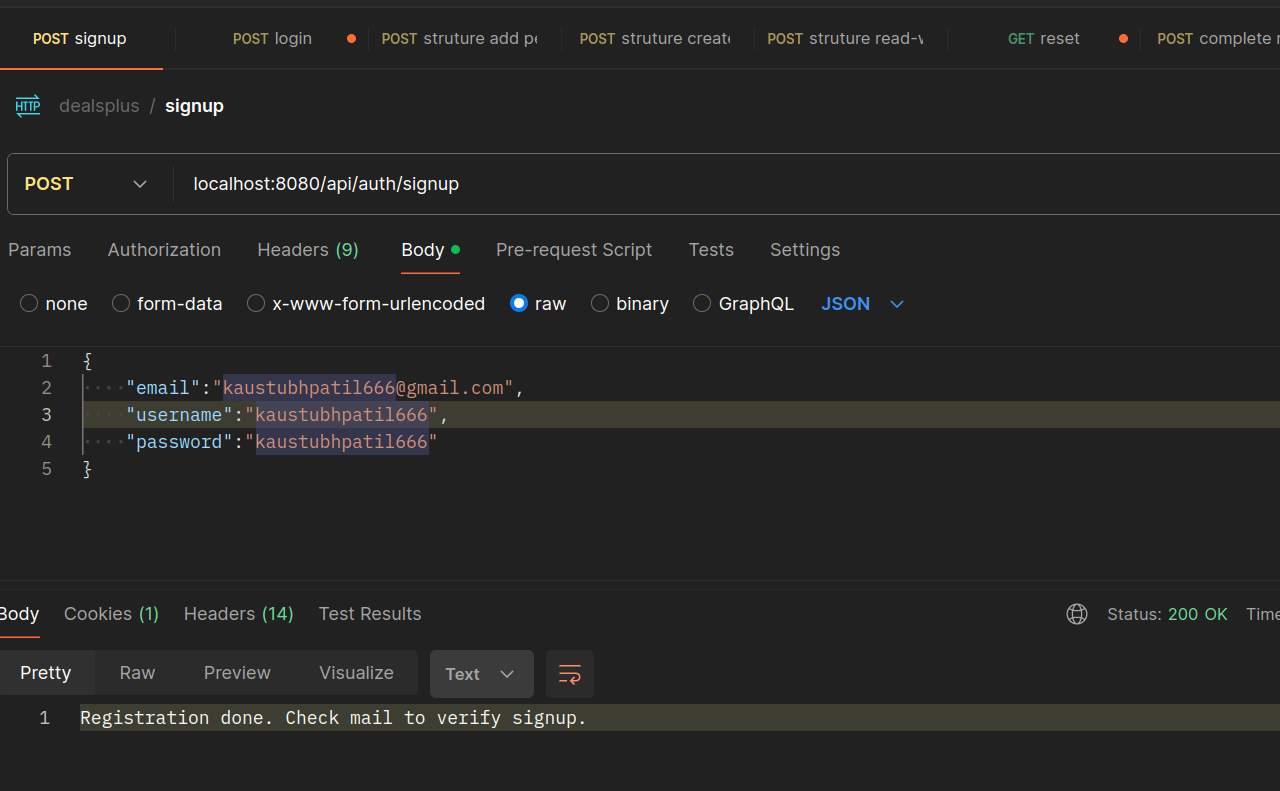 POST signup POST login POST struture add pe POST struture create POST struture read-v GET reset POST complete r
HTTP dealsplus / signup
POST localhost:8080/api/auth/signup
Params Authorization Headers (9) Body Pre-request Script Tests Settings
none form-data x-www-form-urlencoded raw binary GraphQL JSON
1 {
2 "email":"kaustubhpatil666@gmail.com",
3 "username":"kaustubhpatil666",
4 "password":"kaustubhpatil666"
5 }
Body Cookies (1) Headers (14) Test Results Status: 200 OK Time
Pretty Raw Preview Visualize Text
1 Registration done. Check mail to verify signup.